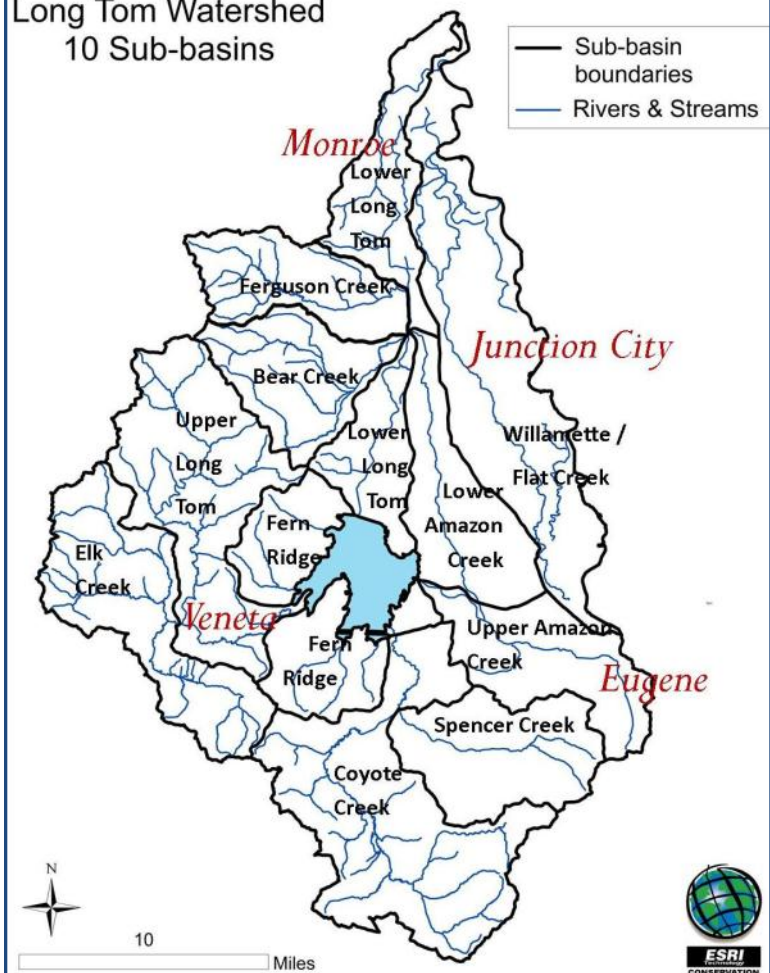 Long Tom Watershed
10 Sub-basins
Sub-basin
boundaries
Rivers & Streams
Monroe
Lower
Long
Tom
Ferguson Creek
Junction City
Bear Creek
Upper
Long
Tom
Lower
Long
Tom
Willamette /
Flat Creek
Lower
Amazon
Creek
Fern
Ridge
Elk
Creek
Veneta
Fern
Ridge
Upper Amazon
Creek
Eugene
Spencer Creek
Coyote
Creek
N
10
Miles
ESRI
Technology
CONSERVATION